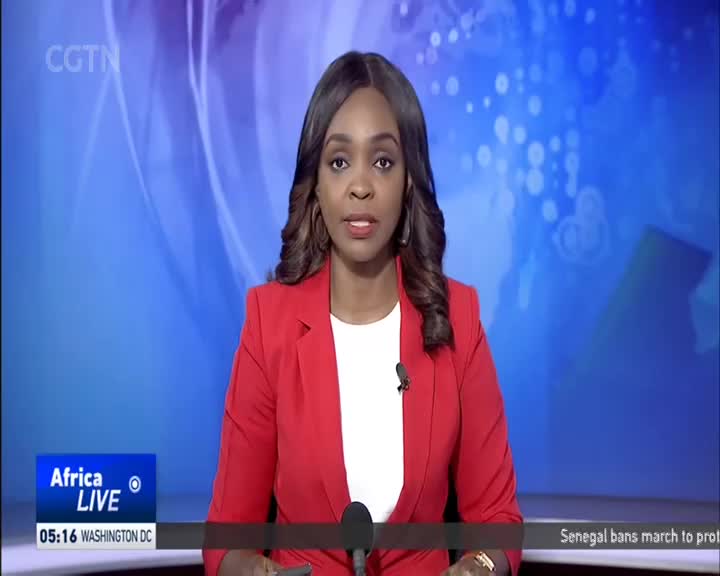 CGTN
Africa
LIVE
05:16 WASHINGTON DC
Senegal bans march to prot